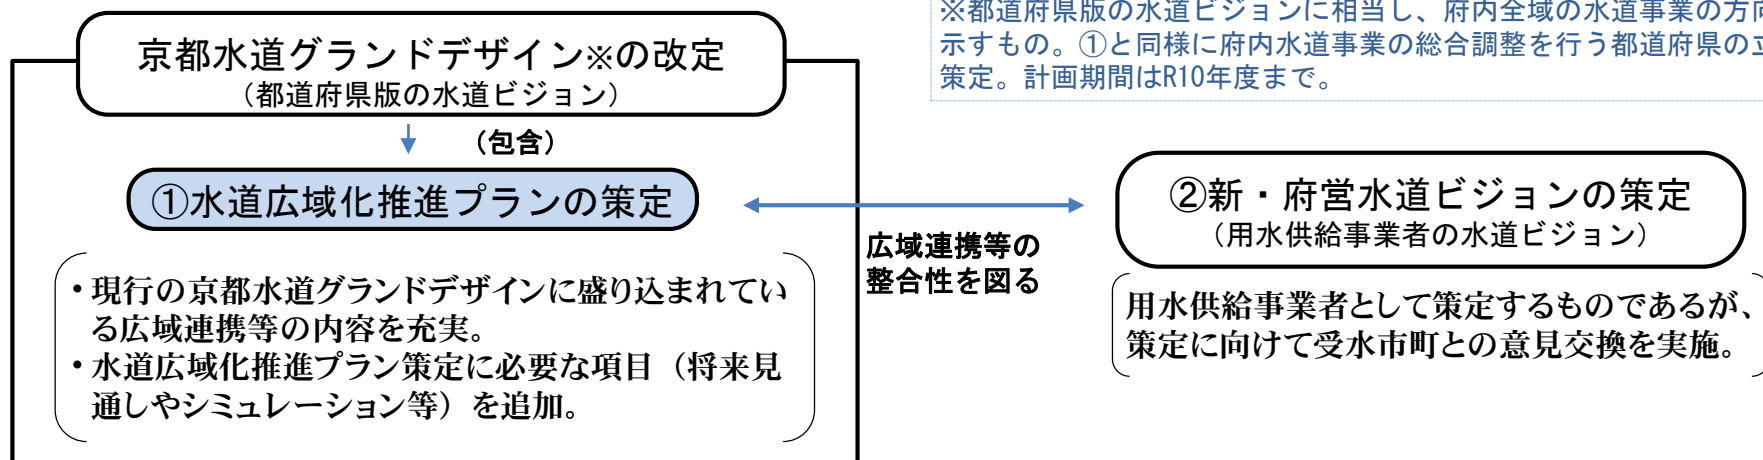 ※都道府県版の水道ビジョンに相当し、府内全域の水道事業の方向
示すもの。①と同様に府内水道事業の総合調整を行う都道府県の立
策定。計画期間はR10年度まで。
京都水道グランドデザイン※の改定
（都道府県版の水道ビジョン）
（包含）
①水道広域化推進プランの策定
・現行の京都水道グランドデザインに盛り込まれてい
る広域連携等の内容を充実。
・水道広域化推進プラン策定に必要な項目（将来見
通しやシミュレーション等）を追加。
広域連携等の
整合性を図る
②新・府営水道ビジョンの策定
（用水供給事業者の水道ビジョン）
用水供給事業者として策定するものであるが、
策定に向けて受水市町との意見交換を実施。